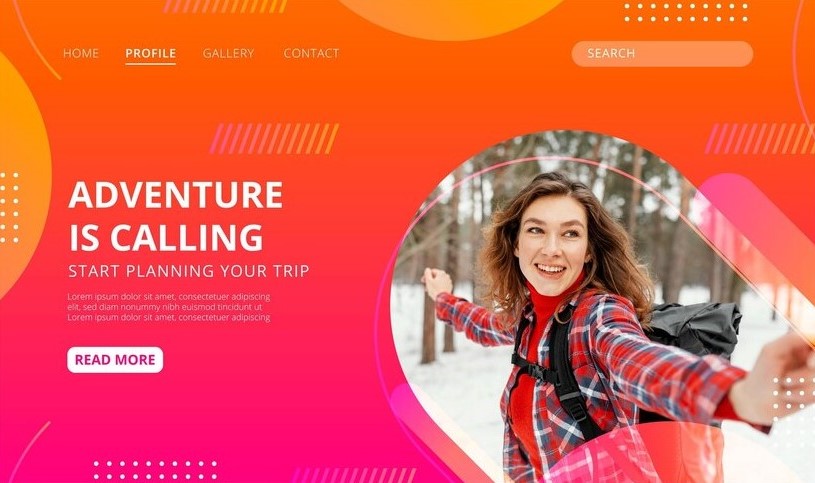 HOME PROFILE GALLERY CONTACT SEARCH
ADVENTURE
IS CALLING
START PLANNING YOUR TRIP
Lorem ipsum dolor sit amet, consectetuer adipiscing
elit, sed diam nonummy nibh euismod tincidunt ut
Lorem ipsum dolor sit amet, consectetuer adipiscing
READ MORE